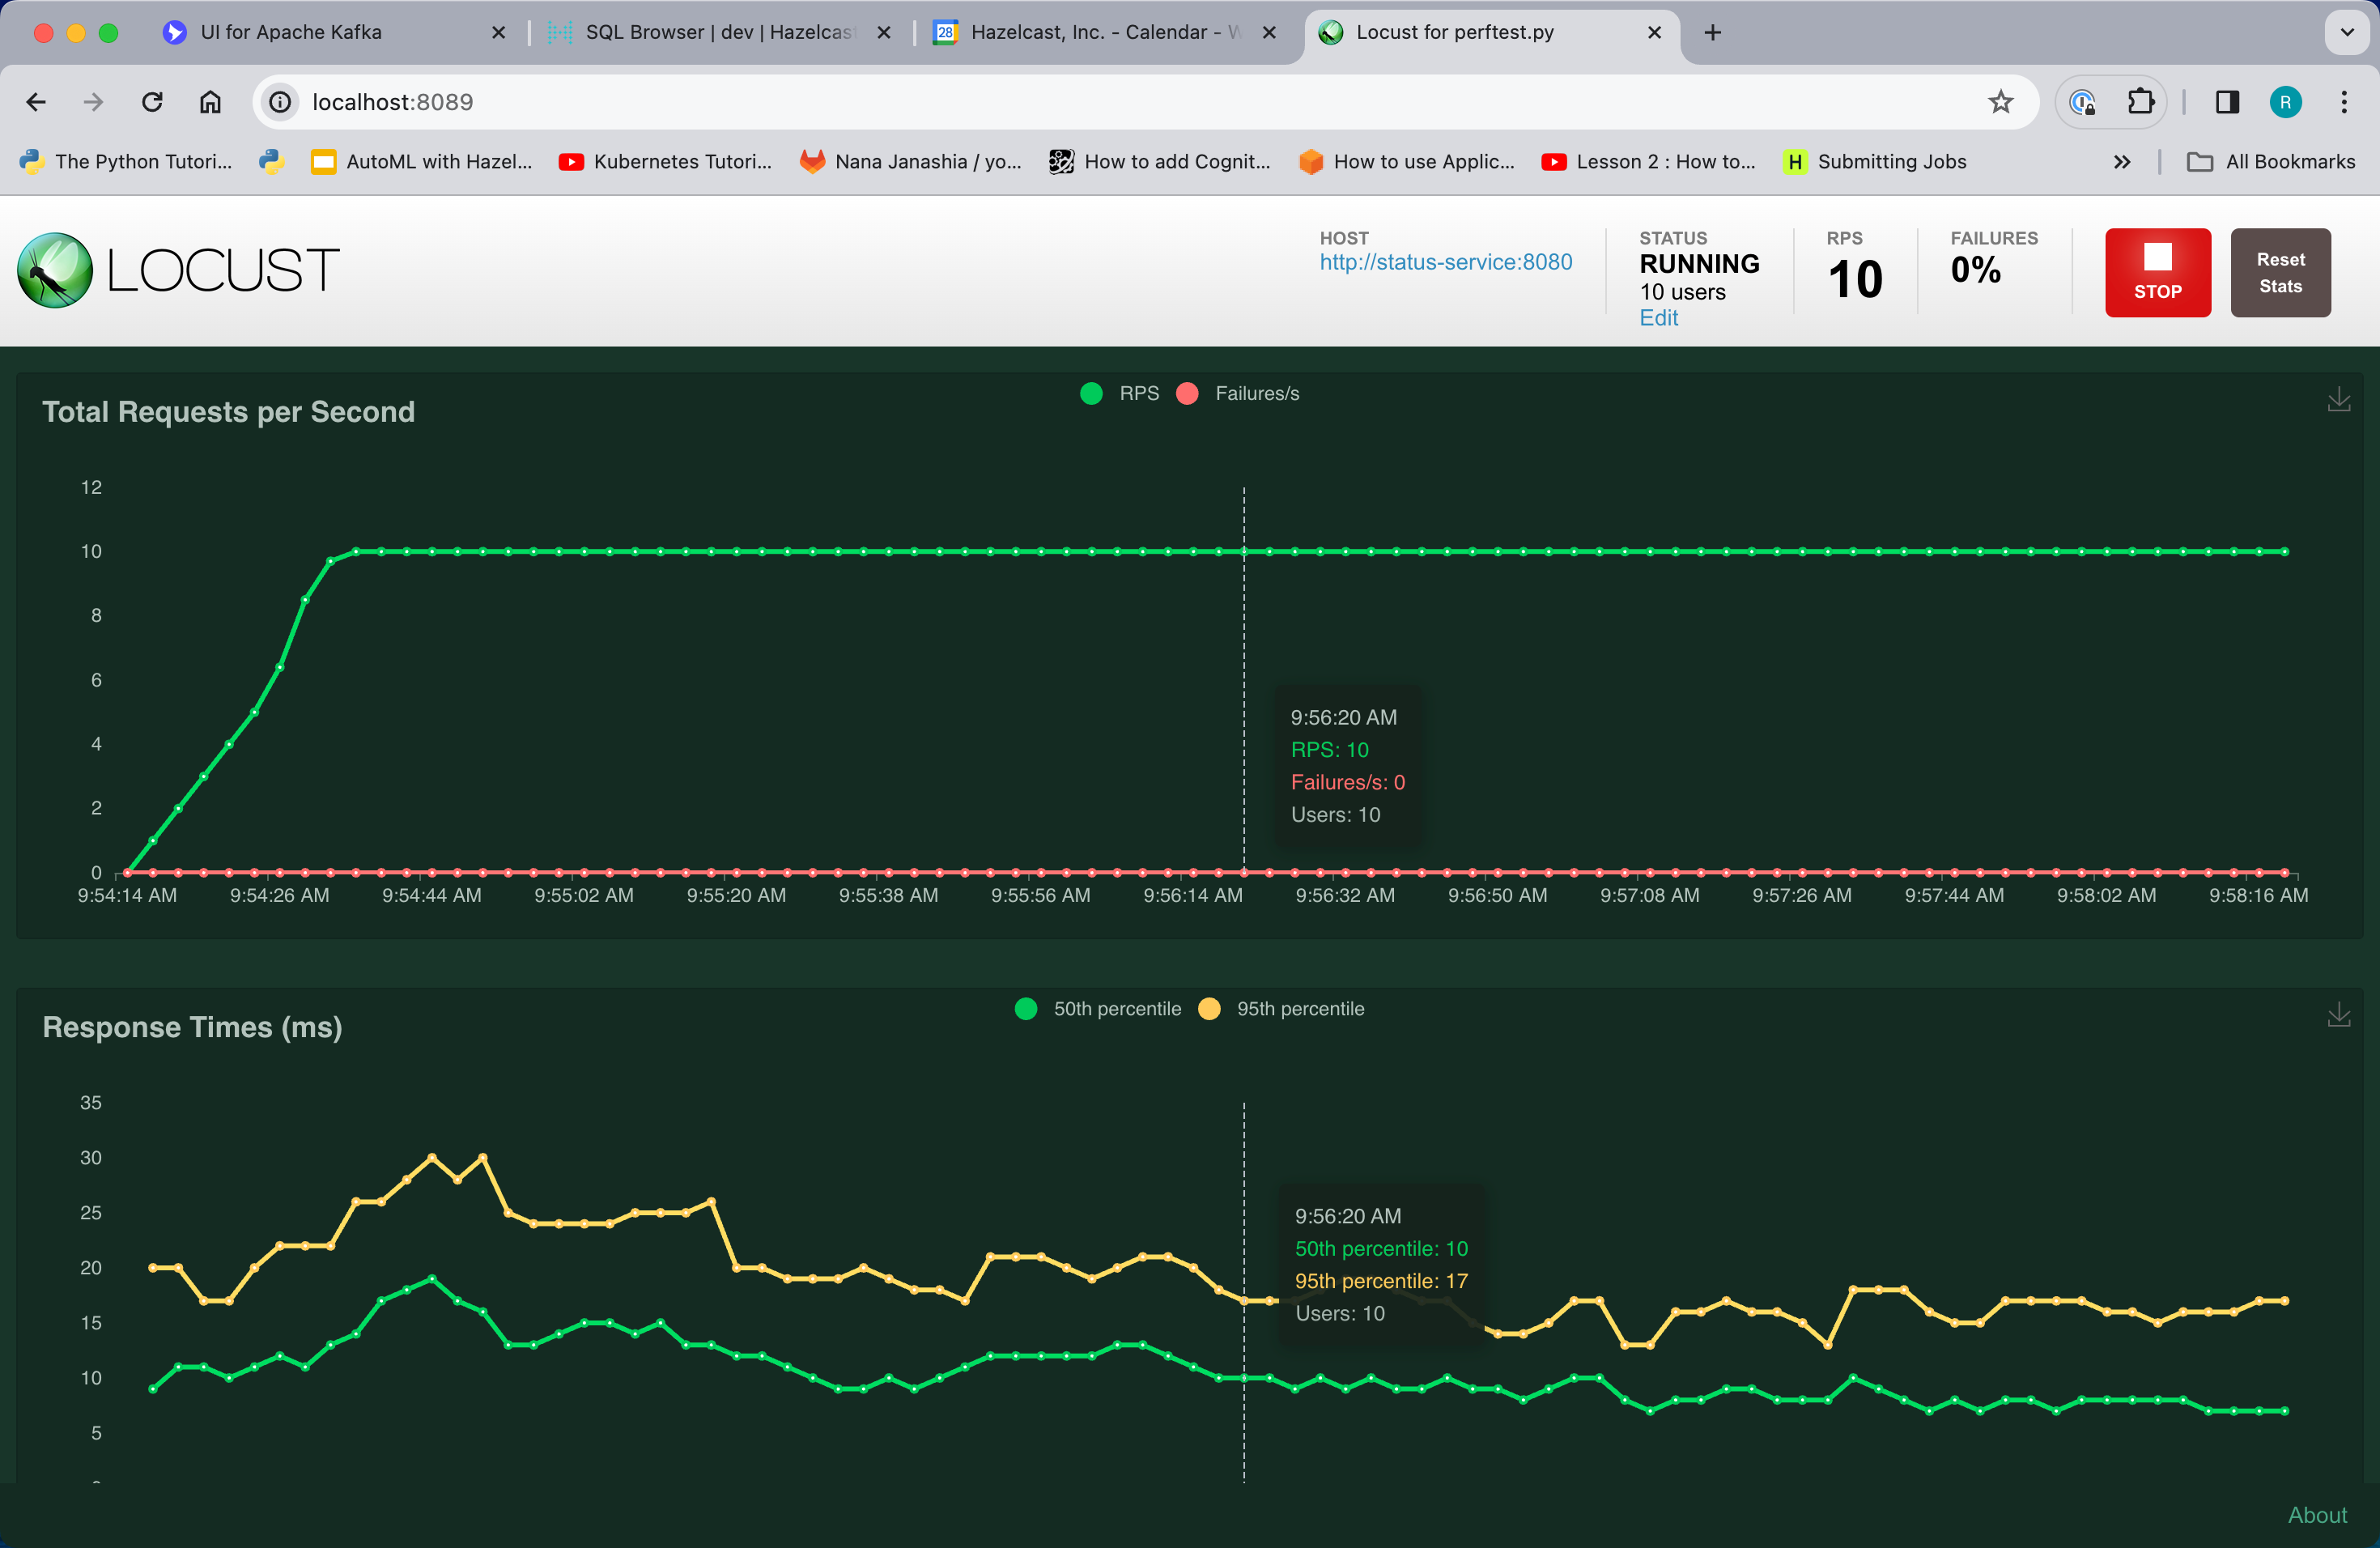 UI for Apache Kafka
SQL Browser | dev | Hazelcast
28
Hazelcast, Inc. - Calendar - W
Locust for perftest.py
localhost:8089
R
The Python Tutori...
AutoML with Hazel...
Kubernetes Tutori...
Nana Janashia / yo...
How to add Cognit...
How to use Applic...
Lesson 2 : How to...
H
Submitting Jobs
All Bookmarks
LOCUST
HOST
http://status-service:8080
STATUS
RUNNING
10 users
Edit
RPS
10
FAILURES
0%
STOP
Reset
Stats
Total Requests per Second
RPS
Failures/s
12
10
8
6
4
2
0
9:56:20 AM
RPS: 10
Failures/s: 0
Users: 10
9:54:14 AM 9:54:26 AM 9:54:44 AM 9:55:02 AM 9:55:20 AM 9:55:38 AM 9:55:56 AM 9:56:14 AM 9:56:32 AM 9:56:50 AM 9:57:08 AM 9:57:26 AM 9:57:44 AM 9:58:02 AM 9:58:16 AM
Response Times (ms)
50th percentile
95th percentile
35
30
25
20
15
10
5
9:56:20 AM
50th percentile: 10
95th percentile: 17
Users: 10
About